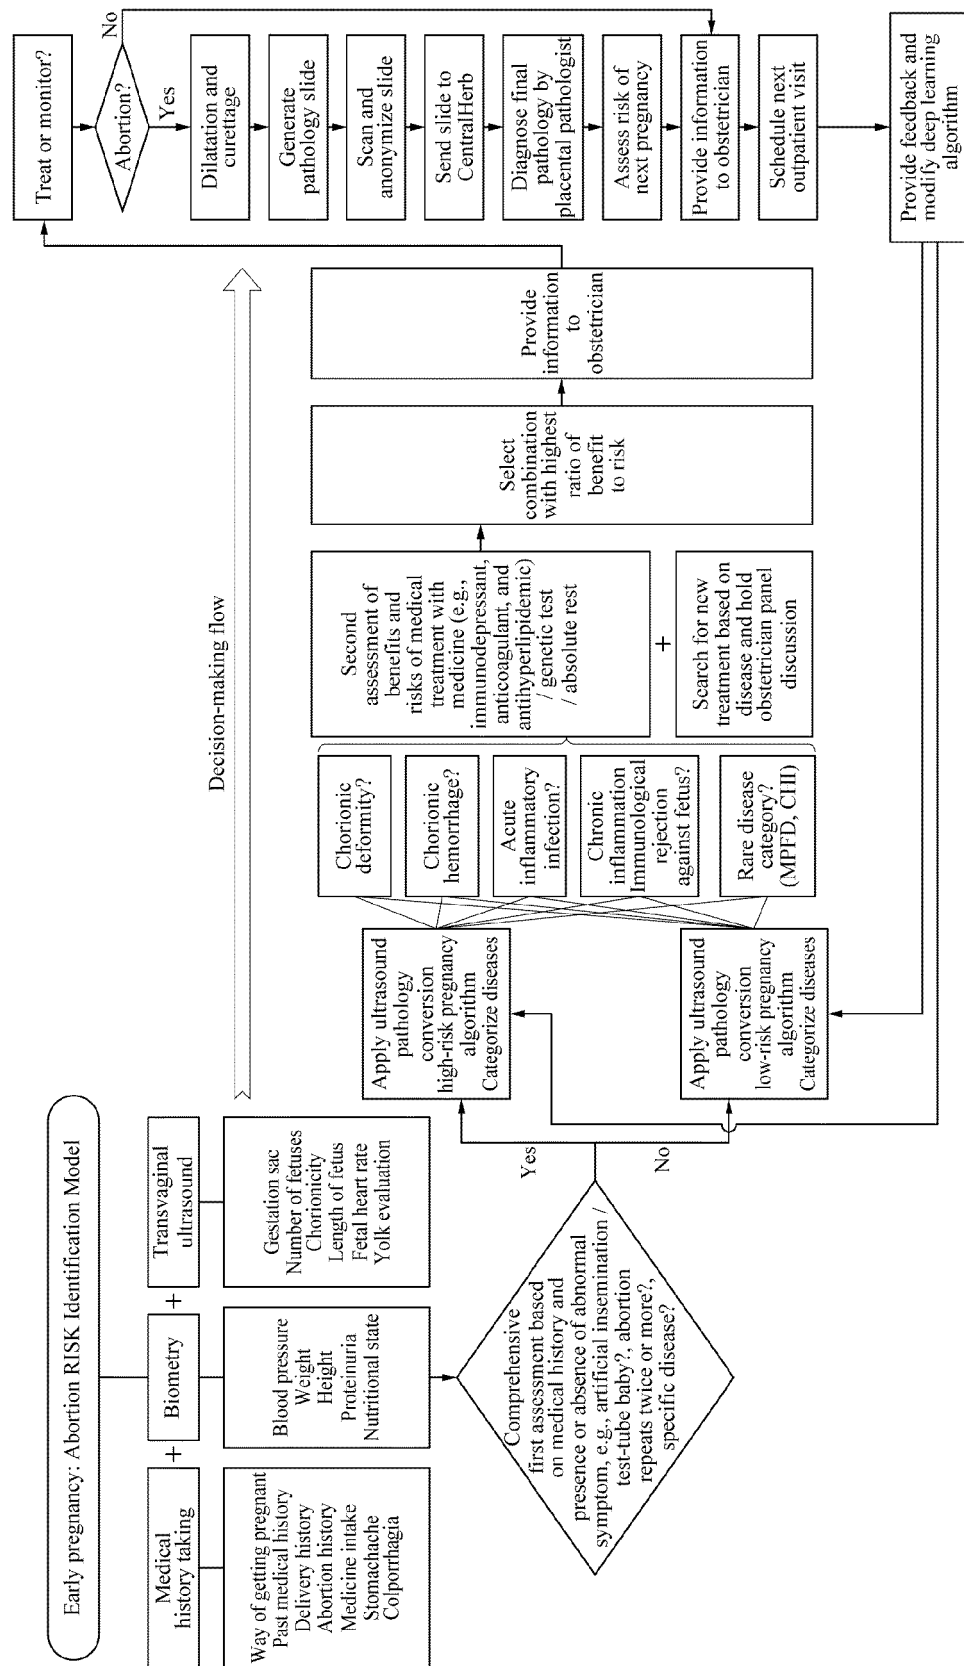 Early pregnancy: Abortion RISK Identification Model
Medical
history taking
+
Biometry
+
Transvaginal
ultrasound
Way of getting pregnant
Past medical history
Delivery history
Abortion history
Medicine intake
Stomachache
Colporrhagia
Blood pressure
Weight
Height
Proteinuria
Nutritional state
Gestation sac
Number of fetuses
Chorionicity
Length of fetus
Fetal heart rate
Yolk evaluation
Comprehensive
first assessment based
on medical history and
presence or absence of abnormal
symptom, e.g., artificial insemination /
test-tube baby?, abortion
repeats twice or more?,
specific disease?
Yes
No
Decision-making flow
Apply ultrasound
pathology
conversion
high-risk pregnancy
algorithm
Categorize diseases
Apply ultrasound
pathology
conversion
low-risk pregnancy
algorithm
Categorize diseases
Chorionic
deformity?
Chorionic
hemorrhage?
Acute
inflammatory
infection?
Chronic
inflammation
Immunological
rejection
against fetus?
Rare disease
category?
(MPFD, CHI)
Second
assessment of
benefits and
risks of medical
treatment with
medicine (e.g.,
immunodepressant,
anticoagulant, and
antihyperlipidemic)
/ genetic test
/ absolute rest
+
Search for new
treatment based on
disease and hold
obstetrician panel
discussion
Select
combination
with highest
ratio of
benefit
to risk
Provide
information
to
obstetrician
Treat or monitor?
Abortion?
No
Yes
Dilatation and
curettage
Generate
pathology slide
Scan and
anonymize slide
Send slide to
CentralHerb
Diagnose final
pathology by
placental pathologist
Assess risk of
next pregnancy
Provide information
to obstetrician
Schedule next
outpatient visit
Provide feedback and
modify deep learning
algorithm